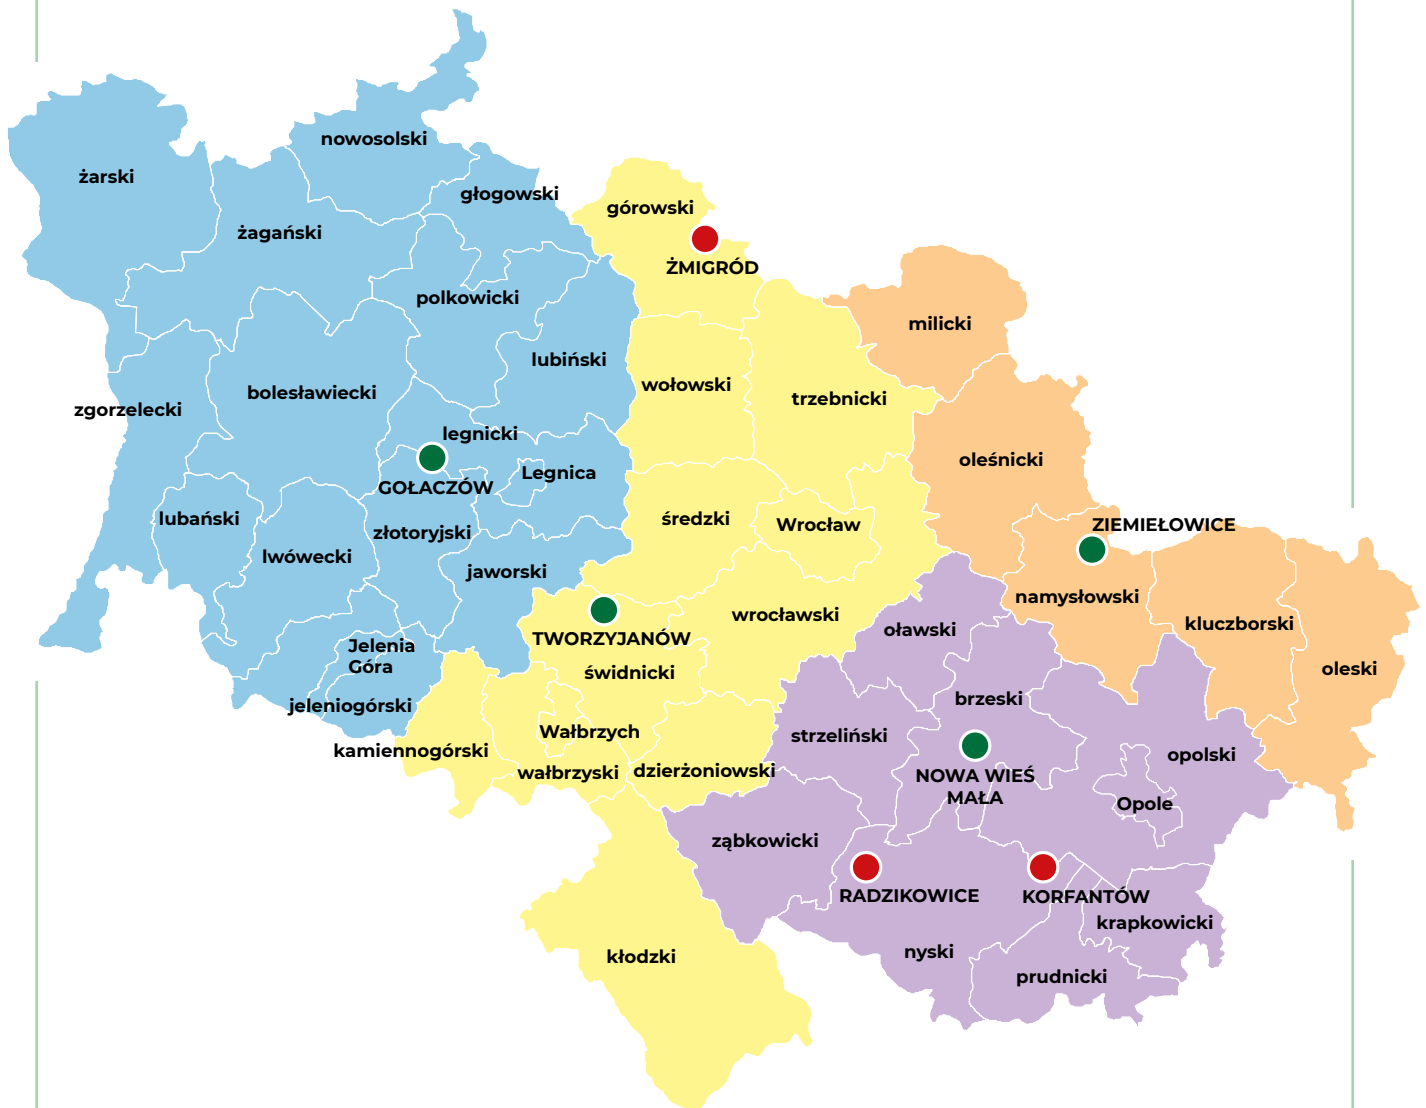 nowosolski
żarski
głogowski
górowski
żagański
ŻMIGRÓD
polkowicki
milicki
lubiński
wołowski
bolesławiecki
trzebnicki
zgorzelecki
legnicki
oleśnicki
Legnica
GOŁACZÓW
lubański
średzki
Wrocław
ZIEMIEŁOWICE
złotoryjski
lwówecki
jaworski
namysłowski
wrocławski
kluczborski
oławski
TWORZYJANÓW
Jelenia
Góra
świdnicki
oleski
brzeski
jeleniogórski
Wałbrzych
strzeliński
kamiennogórski
opolski
wałbrzyski
dzierżoniowski
NOWA WIEŚ
MAŁA
Opole
ząbkowicki
RADZIKOWICE
KORFANTÓW
krapkowicki
nyski
kłodzki
prudnicki